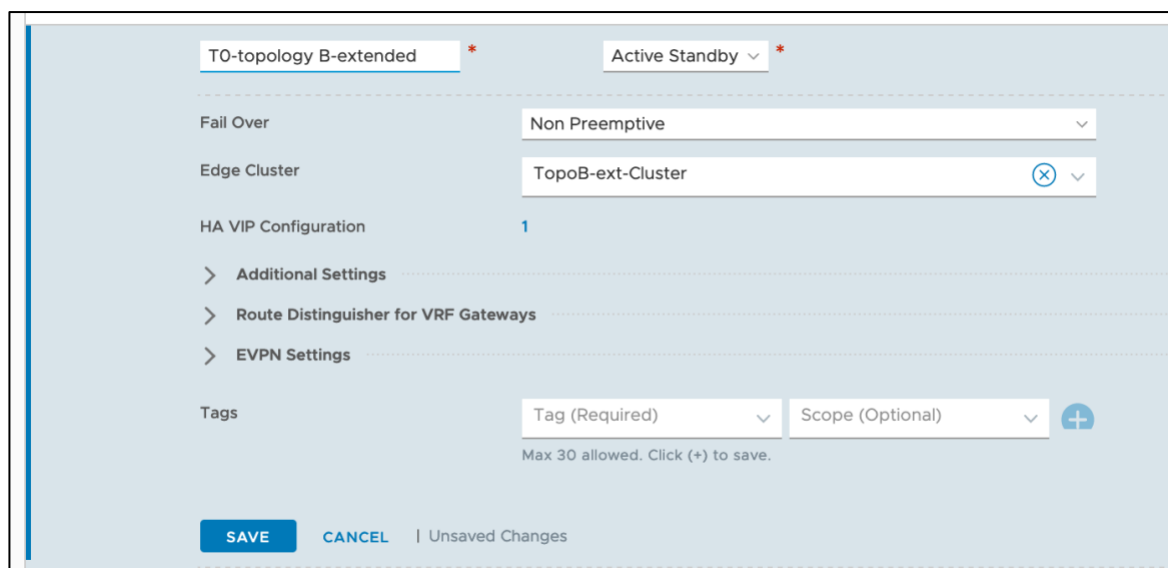 T0-topology B-extended * Active Standby *
Fail Over Non Preemptive
Edge Cluster TopoB-ext-Cluster
HA VIP Configuration 1
Additional Settings
Route Distinguisher for VRF Gateways
EVPN Settings
Tags Tag (Required) Scope (Optional)
Max 30 allowed. Click (+) to save.
SAVE CANCEL | Unsaved Changes